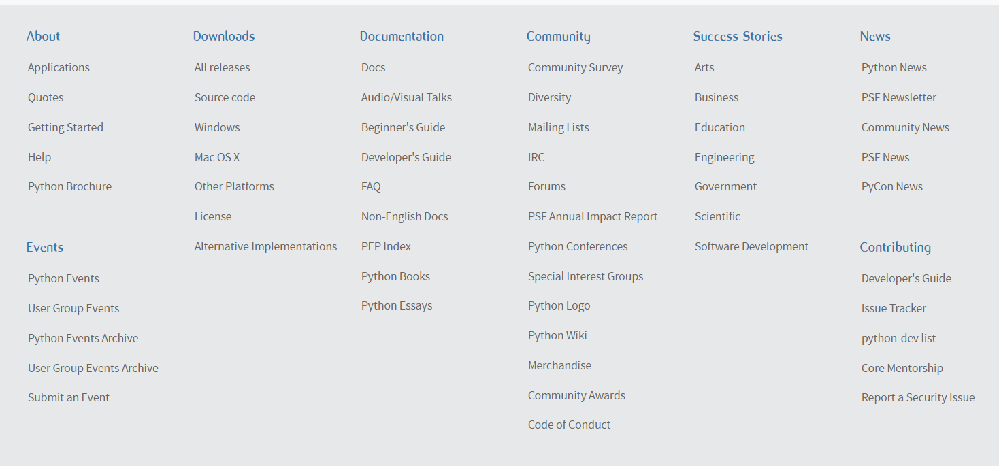 About
Applications
Quotes
Getting Started
Help
Python Brochure
Events
Python Events
User Group Events
Python Events Archive
User Group Events Archive
Submit an Event
Downloads
All releases
Source code
Windows
Mac OS X
Other Platforms
License
Alternative Implementations
Documentation
Docs
Audio/Visual Talks
Beginner's Guide
Developer's Guide
FAQ
Non-English Docs
PEP Index
Python Books
Python Essays
Community
Community Survey
Diversity
Mailing Lists
IRC
Forums
PSF Annual Impact Report
Python Conferences
Special Interest Groups
Python Logo
Python Wiki
Merchandise
Community Awards
Code of Conduct
Success Stories
Arts
Business
Education
Engineering
Government
Scientific
Software Development
News
Python News
PSF Newsletter
Community News
PSF News
PyCon News
Contributing
Developer's Guide
Issue Tracker
python-dev list
Core Mentorship
Report a Security Issue